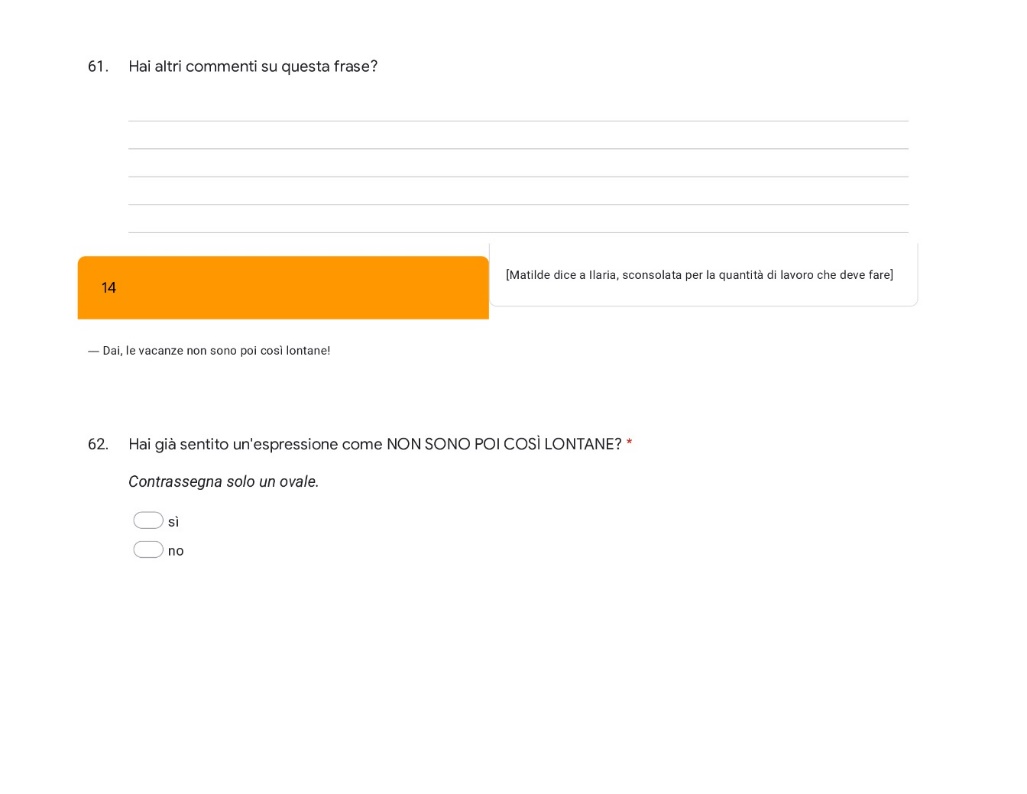 61. Hai altri commenti su questa frase?
14
[Matilde dice a Ilaria, sconsolata per la quantità di lavoro che deve fare]
— Dai, le vacanze non sono poi così lontane!
62. Hai già sentito un'espressione come NON SONO POI COSÌ LONTANE? *
Contrassegna solo un ovale.
sì
no